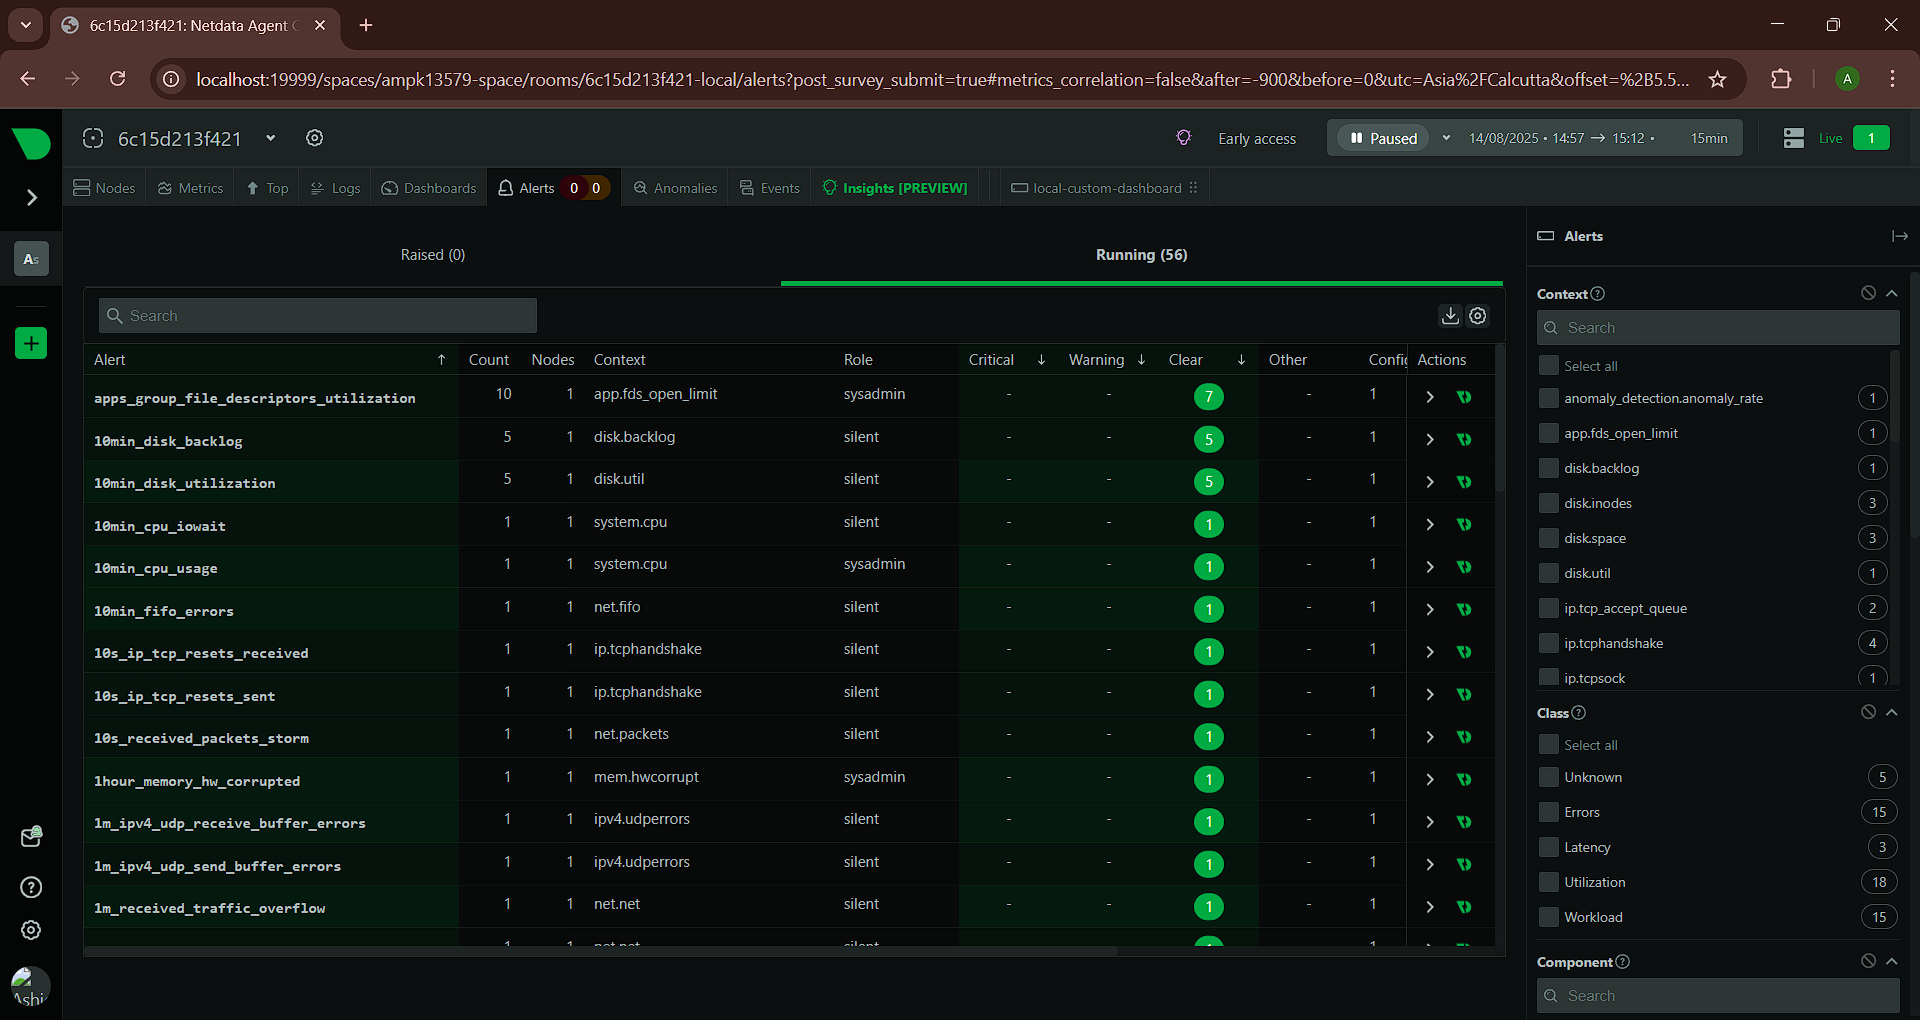 6c15d213f421: Netdata Agent
localhost:19999/spaces/ampk13579-space/rooms/6c15d213f421-local/alerts?post_survey_submit=true#metrics_correlation=false&after=-900&before=0&utc=Asia%2FCalcutta&offset=%2B5.5...
A
6c15d213f421
Early access
Paused
14/08/2025 • 14:57 → 15:12 •
15min
Live
1
Nodes
Metrics
Top
Logs
Dashboards
Alerts 0 0
Anomalies
Events
Insights [PREVIEW]
local-custom-dashboard
As
Raised (0)
Running (56)
Search
Alert Count Nodes Context Role Critical Warning Clear Other Config Actions
apps_group_file_descriptors_utilization 10 1 app.fds_open_limit sysadmin - - 7 - 1
10min_disk_backlog 5 1 disk.backlog silent - - 5 - 1
10min_disk_utilization 5 1 disk.util silent - - 5 - 1
10min_cpu_iowait 1 1 system.cpu silent - - 1 - 1
10min_cpu_usage 1 1 system.cpu sysadmin - - 1 - 1
10min_fifo_errors 1 1 net.fifo silent - - 1 - 1
10s_ip_tcp_resets_received 1 1 ip.tcphandshake silent - - 1 - 1
10s_ip_tcp_resets_sent 1 1 ip.tcphandshake silent - - 1 - 1
10s_received_packets_storm 1 1 net.packets silent - - 1 - 1
1hour_memory_hw_corrupted 1 1 mem.hwcorrupt sysadmin - - 1 - 1
1m_ipv4_udp_receive_buffer_errors 1 1 ipv4.udperrors silent - - 1 - 1
1m_ipv4_udp_send_buffer_errors 1 1 ipv4.udperrors silent - - 1 - 1
1m_received_traffic_overflow 1 1 net.net silent - - 1 - 1
1 1 net.net silent 1 1
Alerts
Context
Search
Select all
anomaly_detection.anomaly_rate 1
app.fds_open_limit 1
disk.backlog 1
disk.inodes 3
disk.space 3
disk.util 1
ip.tcp_accept_queue 2
ip.tcphandshake 4
ip.tcpsock 1
Class
Select all
Unknown 5
Errors 15
Latency 3
Utilization 18
Workload 15
Component
Search
Ashi